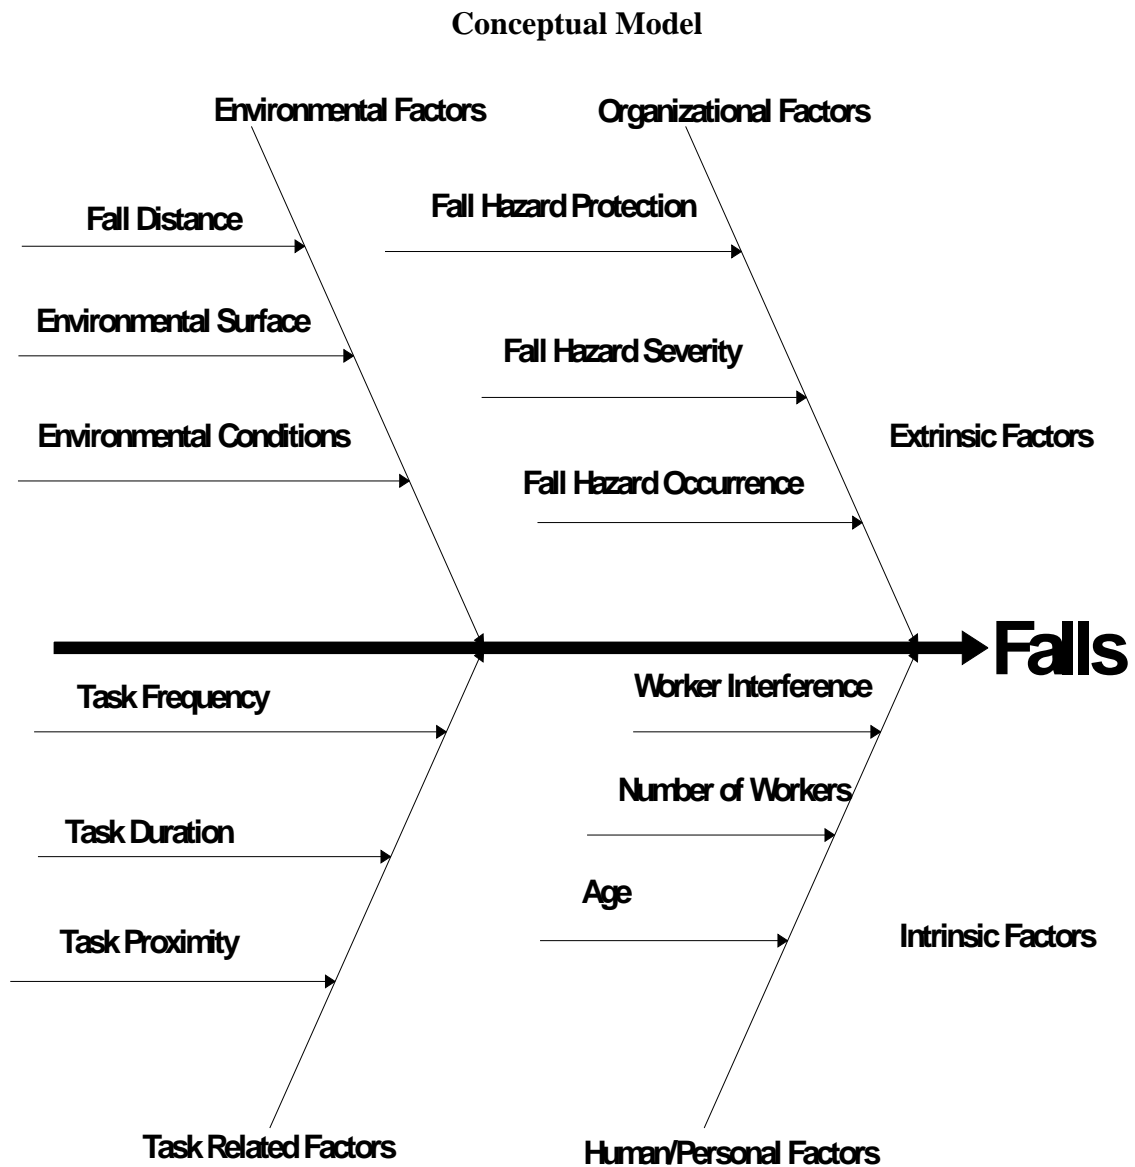 Conceptual Model
Environmental Factors
Organizational Factors
Fall Distance
Fall Hazard Protection
Environmental Surface
Fall Hazard Severity
Environmental Conditions
Extrinsic Factors
Fall Hazard Occurrence
Falls
Task Frequency
Worker Interference
Number of Workers
Task Duration
Age
Task Proximity
Intrinsic Factors
Task Related Factors
Human/Personal Factors